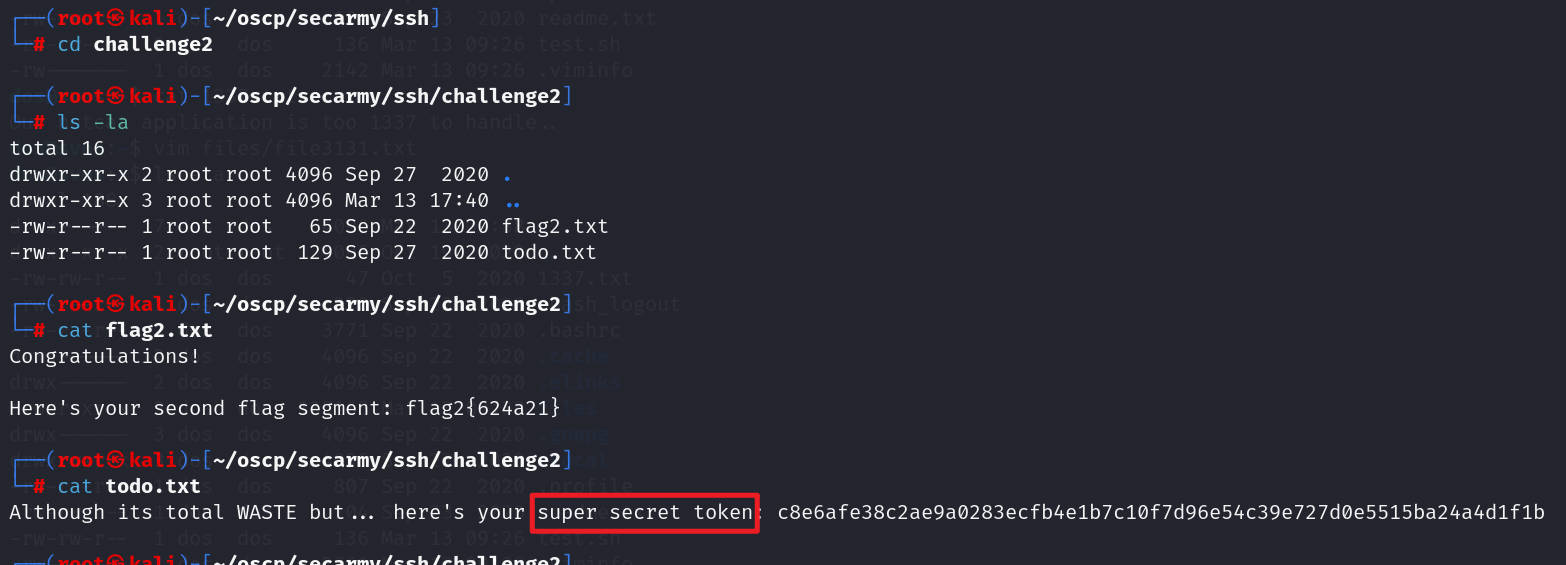 ┌──(root㉿kali)-[~/oscp/secarmy/ssh]
└─# cd challenge2
┌──(root㉿kali)-[~/oscp/secarmy/ssh/challenge2]
└─# ls -la
total 16
drwxr-xr-x 2 root root 4096 Sep 27  2020 .
drwxr-xr-x 3 root root 4096 Mar 13 17:40 ..
-rw-r--r-- 1 root root   65 Sep 22  2020 flag2.txt
-rw-r--r-- 1 root root  129 Sep 27  2020 todo.txt
┌──(root㉿kali)-[~/oscp/secarmy/ssh/challenge2]
└─# cat flag2.txt
Congratulations!
Here's your second flag segment: flag2{624a21}
┌──(root㉿kali)-[~/oscp/secarmy/ssh/challenge2]
└─# cat todo.txt
Although its total WASTE but... here's your super secret token: c8e6afe38c2ae9a0283ecfb4e1b7c10f7d96e54c39e727d0e5515ba24a4d1f1b
┌──(root㉿kali)-[~/oscp/secarmy/ssh/challenge2]